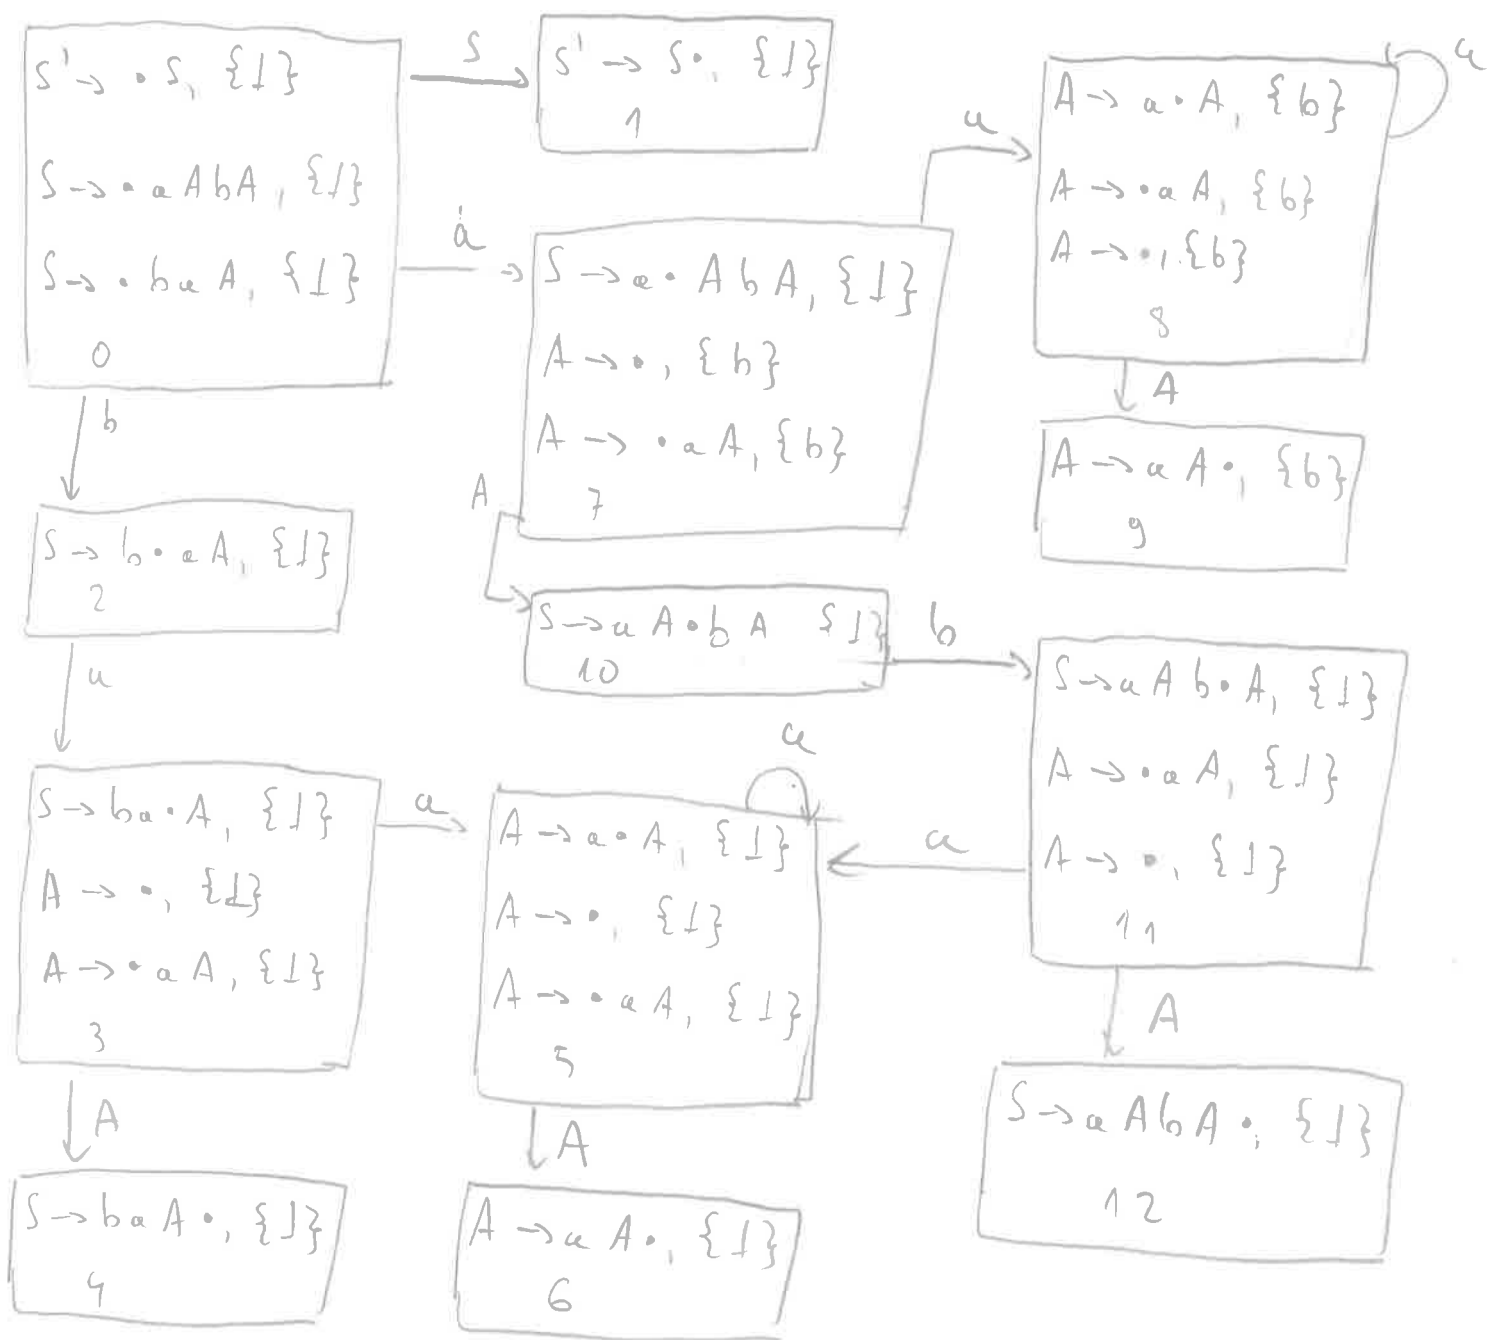 S' → • S, {⊥}
S → • a A b A, {⊥}
S → • b a A, {⊥}
0
S
S' → S •, {⊥}
1
a
S → a • A b A, {⊥}
A → •, {b}
A → • a A, {b}
7
a
A → a • A, {b}
A → • a A, {b}
A → •, {b}
8
a
A
A → a A •, {b}
9
b
S → b • a A, {⊥}
2
A
S → a A • b A {⊥}
10
b
S → a A b • A, {⊥}
A → • a A, {⊥}
A → •, {⊥}
11
a
S → b a • A, {⊥}
A → •, {⊥}
A → • a A, {⊥}
3
a
a
A → a • A, {⊥}
A → •, {⊥}
A → • a A, {⊥}
5
a
A
S → b a A •, {⊥}
4
A
A → a A •, {⊥}
6
A
S → a A b A •, {⊥}
12